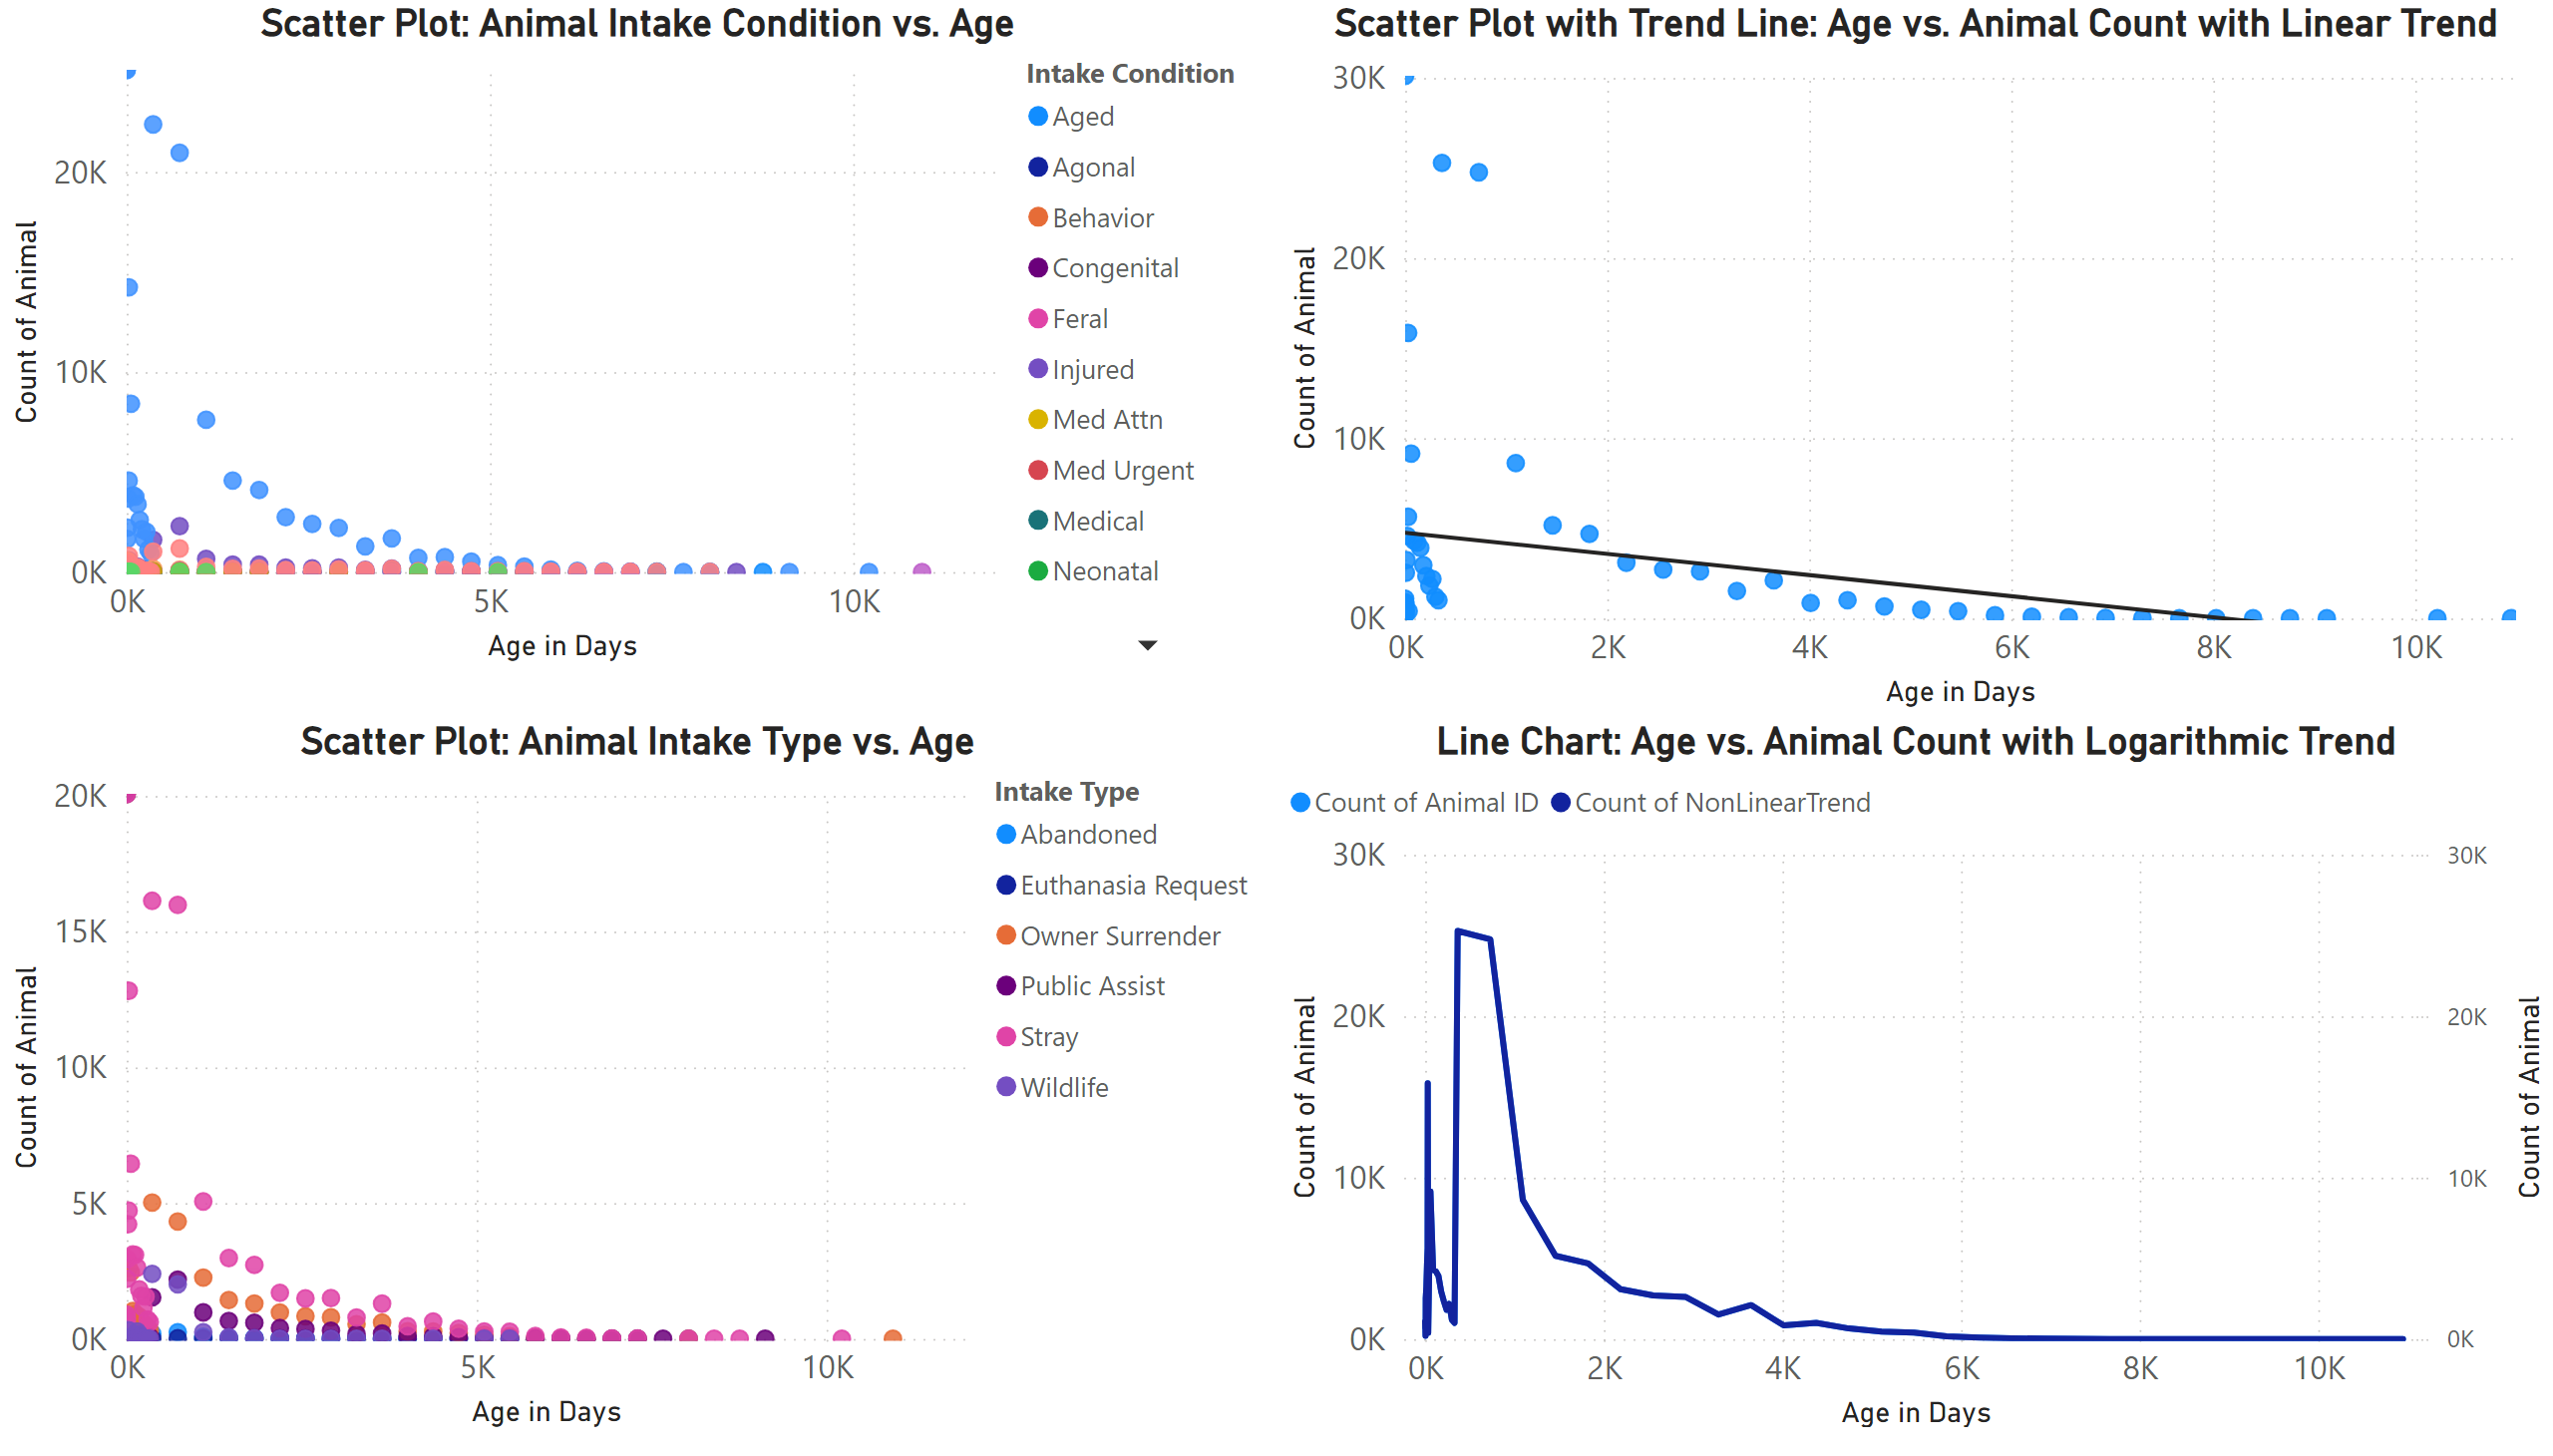 Scatter Plot: Animal Intake Condition vs. Age
Count of Animal
20K
10K
0K
0K 5K 10K
Age in Days
Intake Condition
Aged
Agonal
Behavior
Congenital
Feral
Injured
Med Attn
Med Urgent
Medical
Neonatal
Scatter Plot with Trend Line: Age vs. Animal Count with Linear Trend
Count of Animal
30K
20K
10K
0K
0K 2K 4K 6K 8K 10K
Age in Days
Scatter Plot: Animal Intake Type vs. Age
Count of Animal
20K
15K
10K
5K
0K
0K 5K 10K
Age in Days
Intake Type
Abandoned
Euthanasia Request
Owner Surrender
Public Assist
Stray
Wildlife
Line Chart: Age vs. Animal Count with Logarithmic Trend
Count of Animal ID Count of NonLinearTrend
Count of Animal
30K
20K
10K
0K
0K 2K 4K 6K 8K 10K
Age in Days
30K
20K
10K
0K
Count of Animal